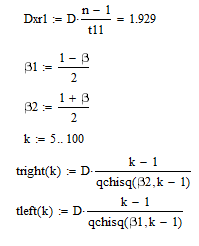 Dxr1 := D·(n − 1)/t11 = 1.929
β1 := (1 − β)/2
β2 := (1 + β)/2
k := 5.. 100
tright(k) := D·(k − 1)/qchisq(β2, k − 1)
tleft(k) := D·(k − 1)/qchisq(β1, k − 1)